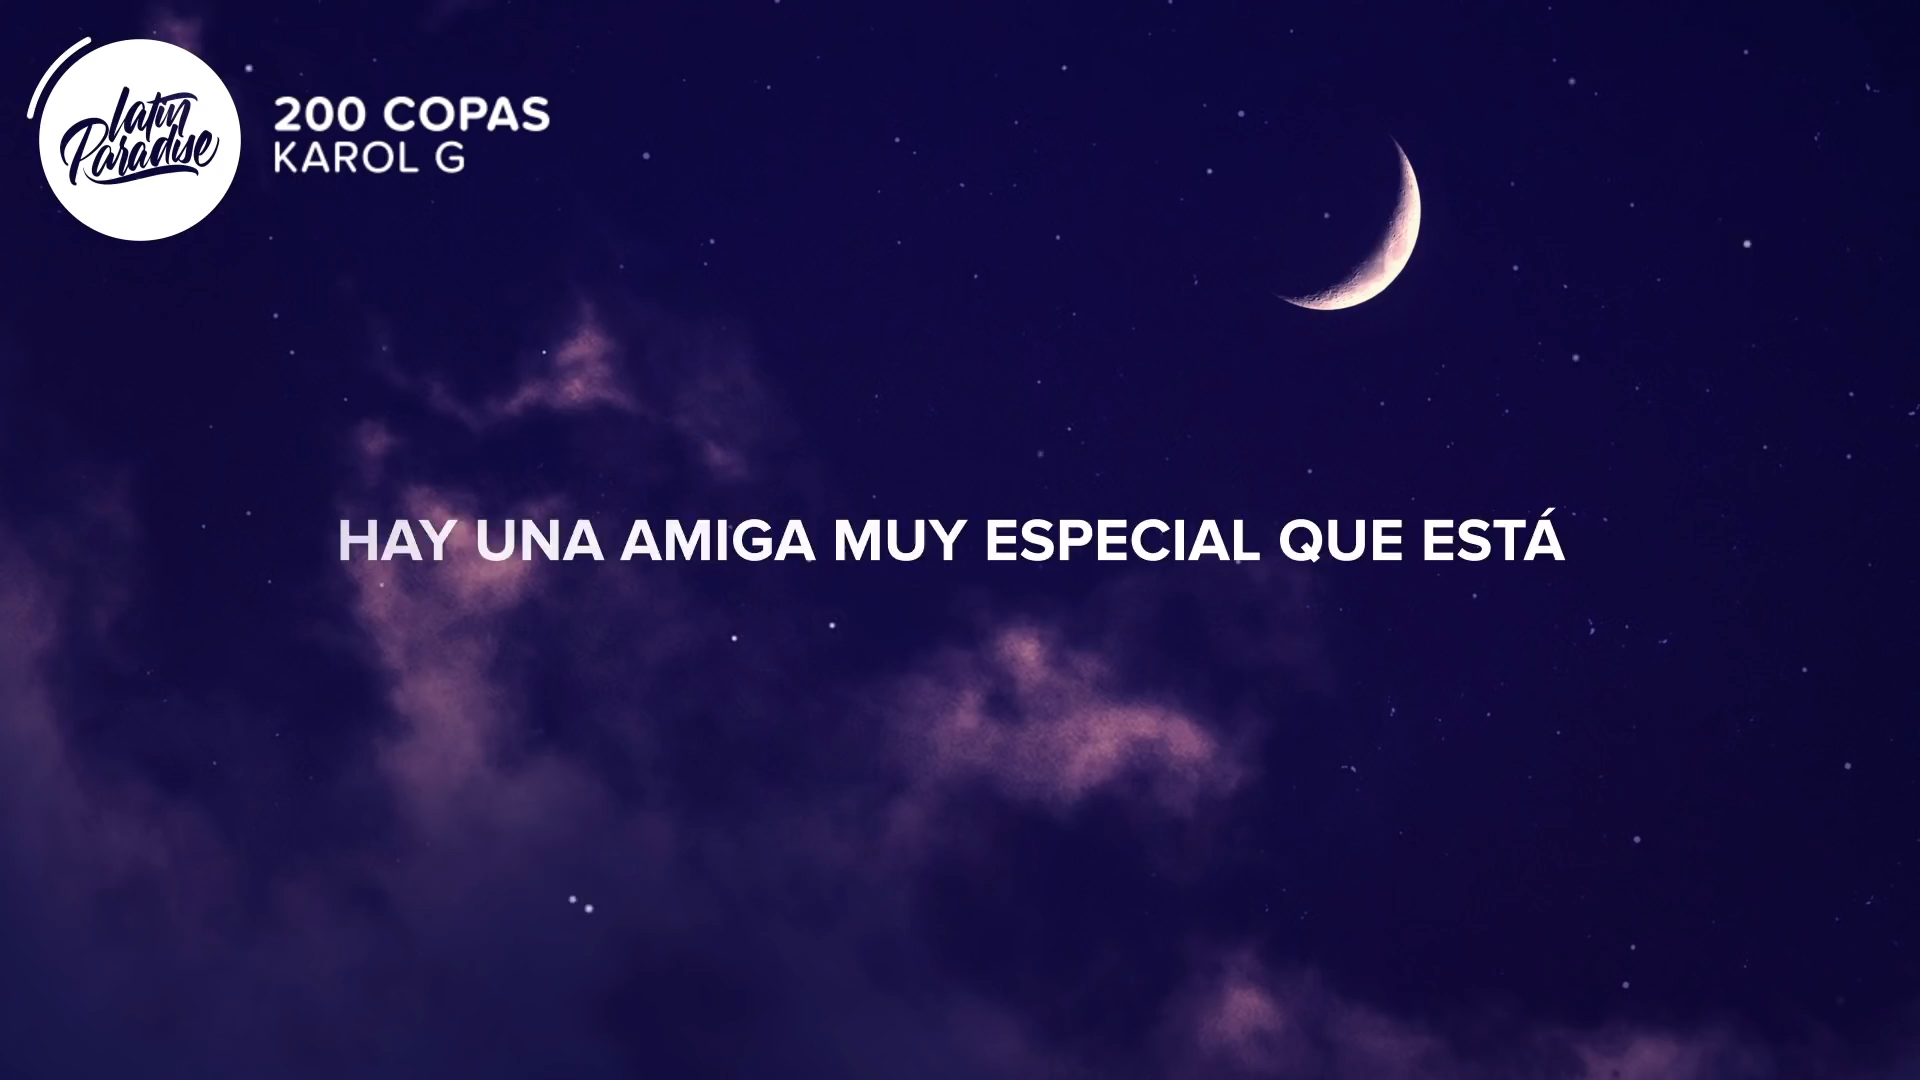 latin
Paradise
200 COPAS
KAROL G
HAY UNA AMIGA MUY ESPECIAL QUE ESTÁ